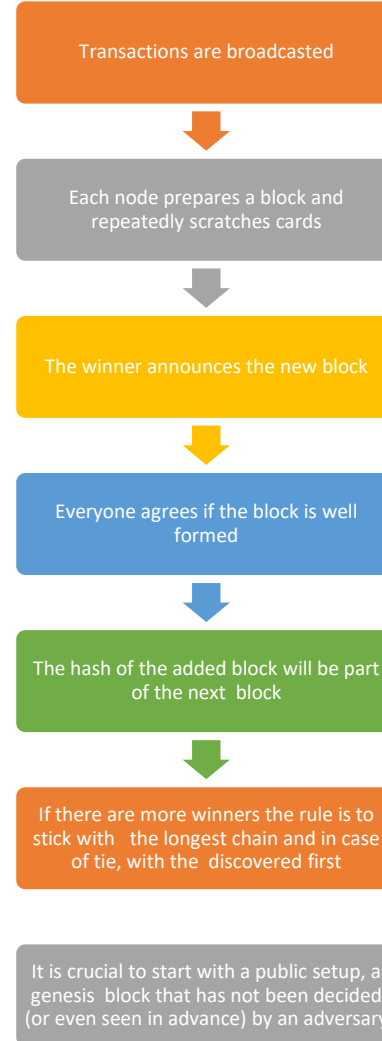 Transactions are broadcasted
Each node prepares a block and
repeatedly scratches cards
The winner announces the new block
Everyone agrees if the block is well
formed
The hash of the added block will be part
of the next block
If there are more winners the rule is to
stick with the longest chain and in case
of tie, with the discovered first
It is crucial to start with a public setup, a
genesis block that has not been decided
(or even seen in advance) by an adversary